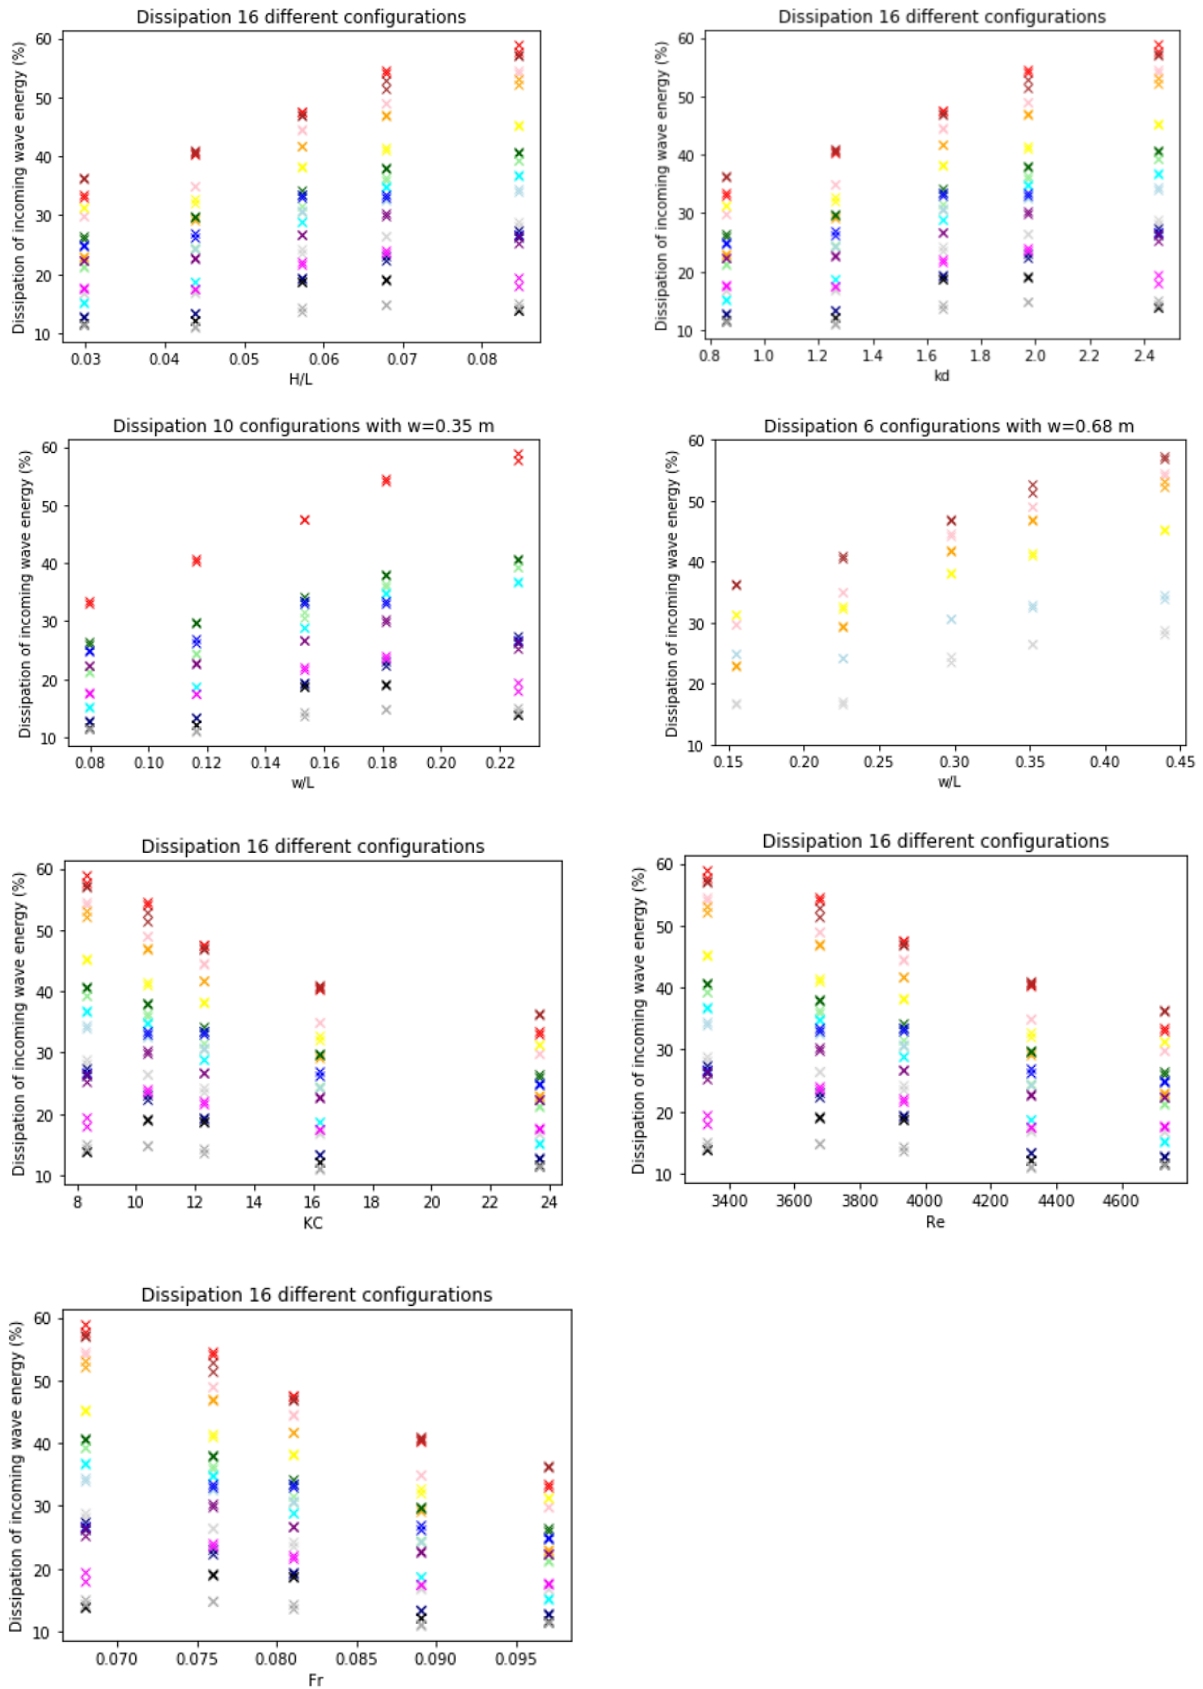 Dissipation 16 different configurations
Dissipation of incoming wave energy (%)
60
50
40
30
20
10
0.03 0.04 0.05 0.06 0.07 0.08
H/L
Dissipation 16 different configurations
Dissipation of incoming wave energy (%)
60
50
40
30
20
10
0.8 1.0 1.2 1.4 1.6 1.8 2.0 2.2 2.4
kd
Dissipation 10 configurations with w=0.35 m
Dissipation of incoming wave energy (%)
60
50
40
30
20
10
0.08 0.10 0.12 0.14 0.16 0.18 0.20 0.22
w/L
Dissipation 6 configurations with w=0.68 m
Dissipation of incoming wave energy (%)
60
50
40
30
20
10
0.15 0.20 0.25 0.30 0.35 0.40 0.45
w/L
Dissipation 16 different configurations
Dissipation of incoming wave energy (%)
60
50
40
30
20
10
8 10 12 14 16 18 20 22 24
KC
Dissipation 16 different configurations
Dissipation of incoming wave energy (%)
60
50
40
30
20
10
3400 3600 3800 4000 4200 4400 4600
Re
Dissipation 16 different configurations
Dissipation of incoming wave energy (%)
60
50
40
30
20
10
0.070 0.075 0.080 0.085 0.090 0.095
Fr